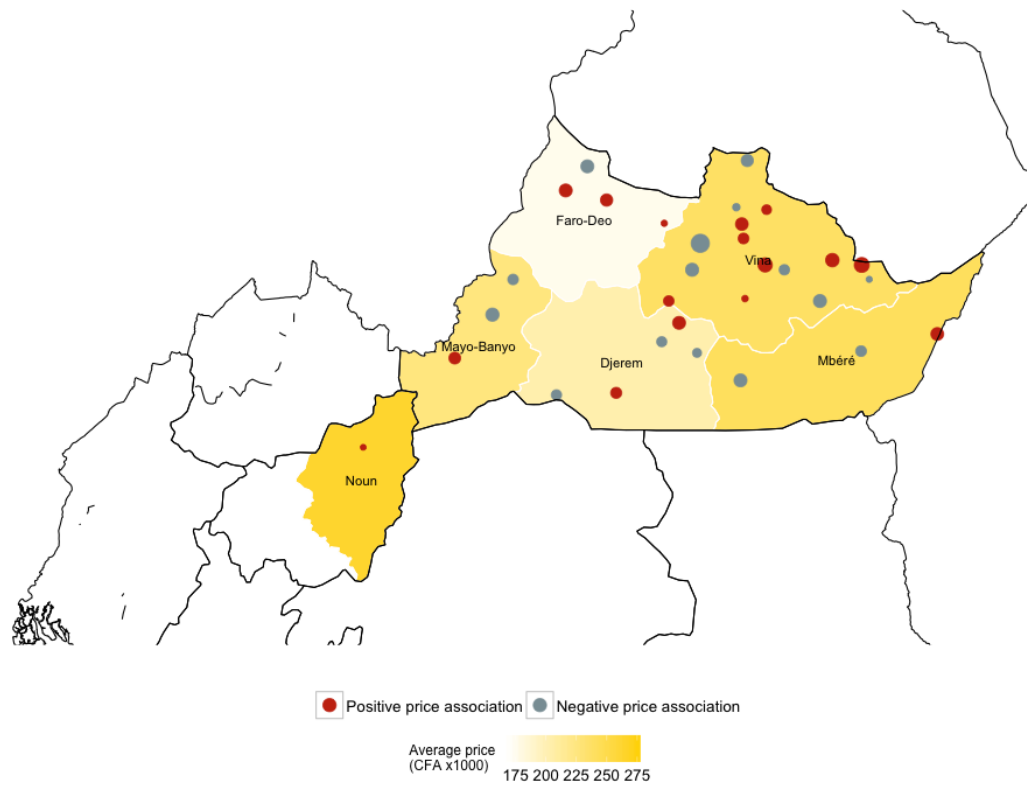 Faro-Deo
Vina
Mayo-Banyo
Djerem
Mbéré
Noun
Positive price association
Negative price association
Average price
(CFA x1000)
175 200 225 250 275